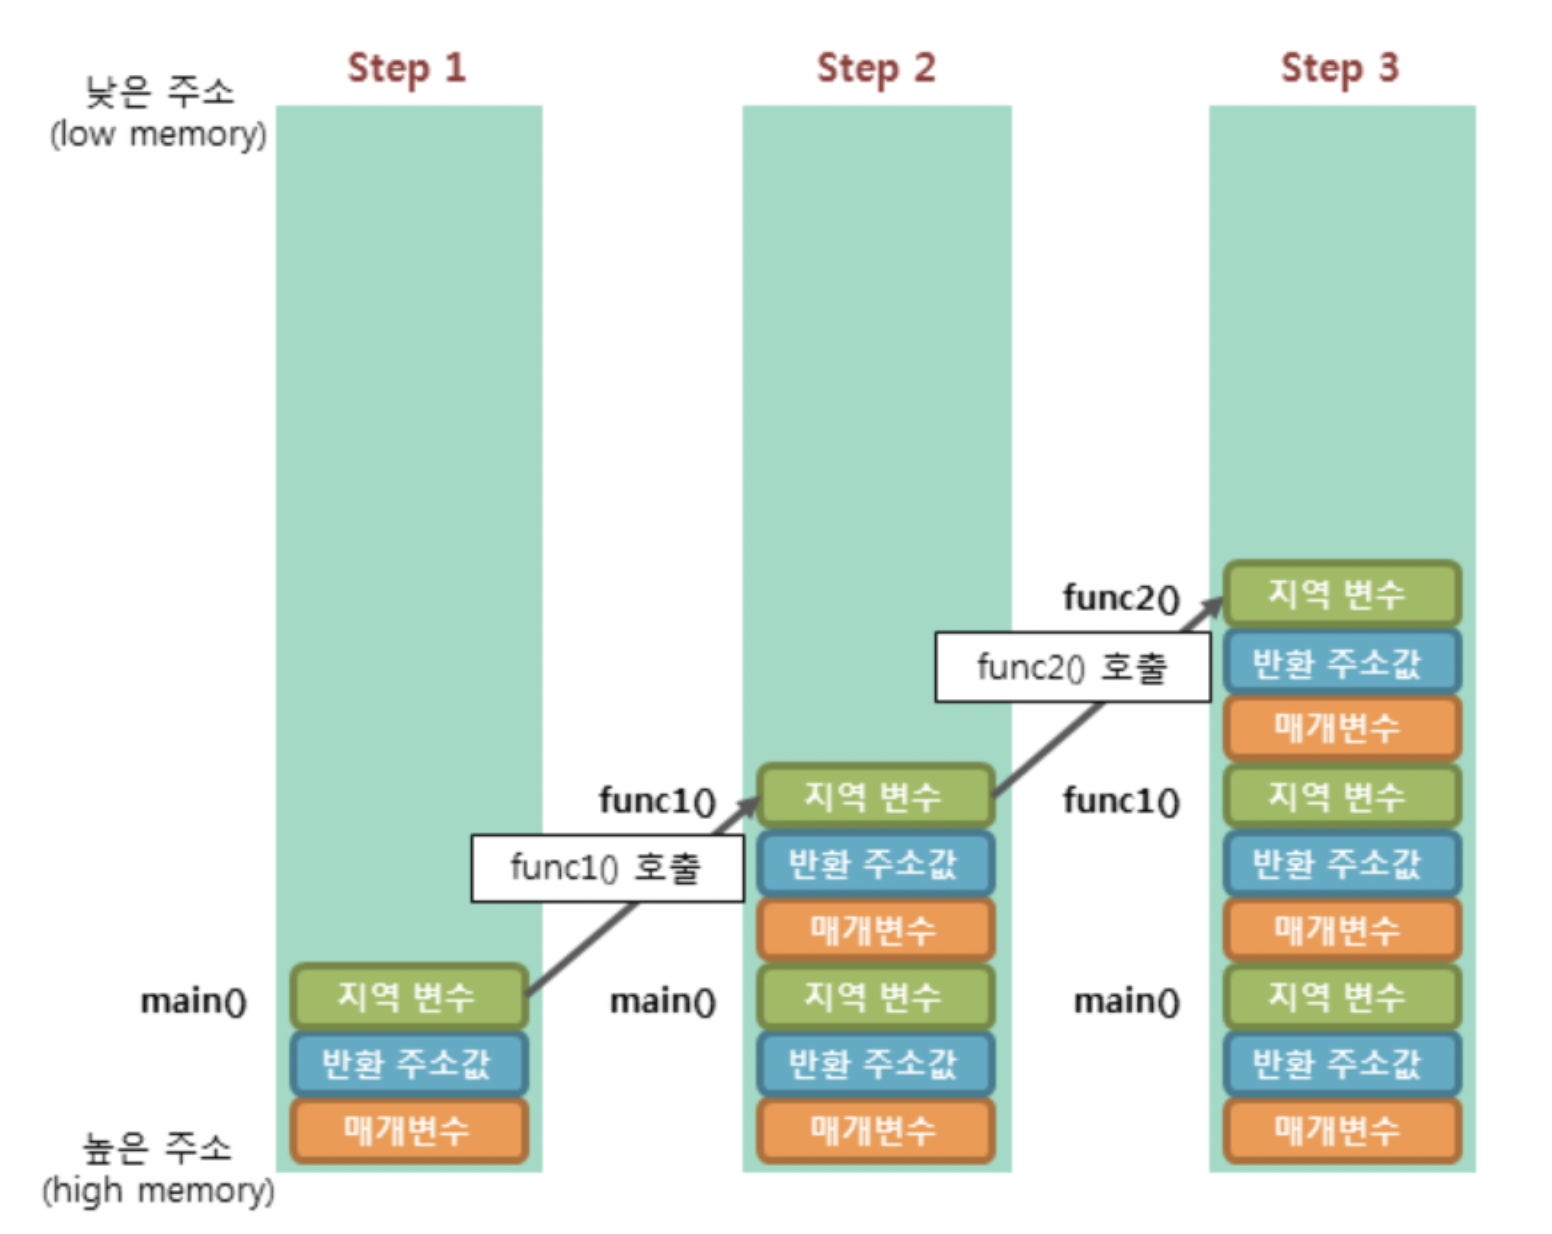 Step 1
Step 2
Step 3
낮은 주소
(low memory)
func2()
지역 변수
func2() 호출
반환 주소값
매개변수
func1()
지역 변수
func1()
지역 변수
func1() 호출
반환 주소값
반환 주소값
매개변수
매개변수
main()
지역 변수
main()
지역 변수
main()
지역 변수
반환 주소값
반환 주소값
반환 주소값
매개변수
매개변수
매개변수
높은 주소
(high memory)